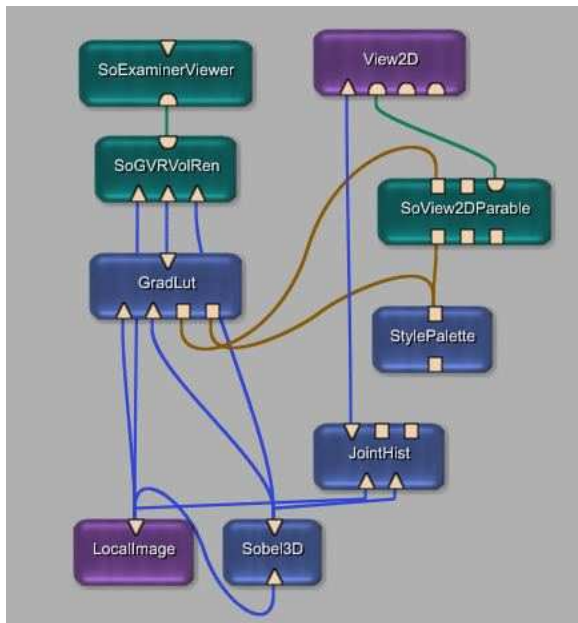 View2D
SoExaminerViewer
SoGVRVolRen
SoView2DParable
GradLut
StylePalette
JointHist
LocalImage
Sobel3D